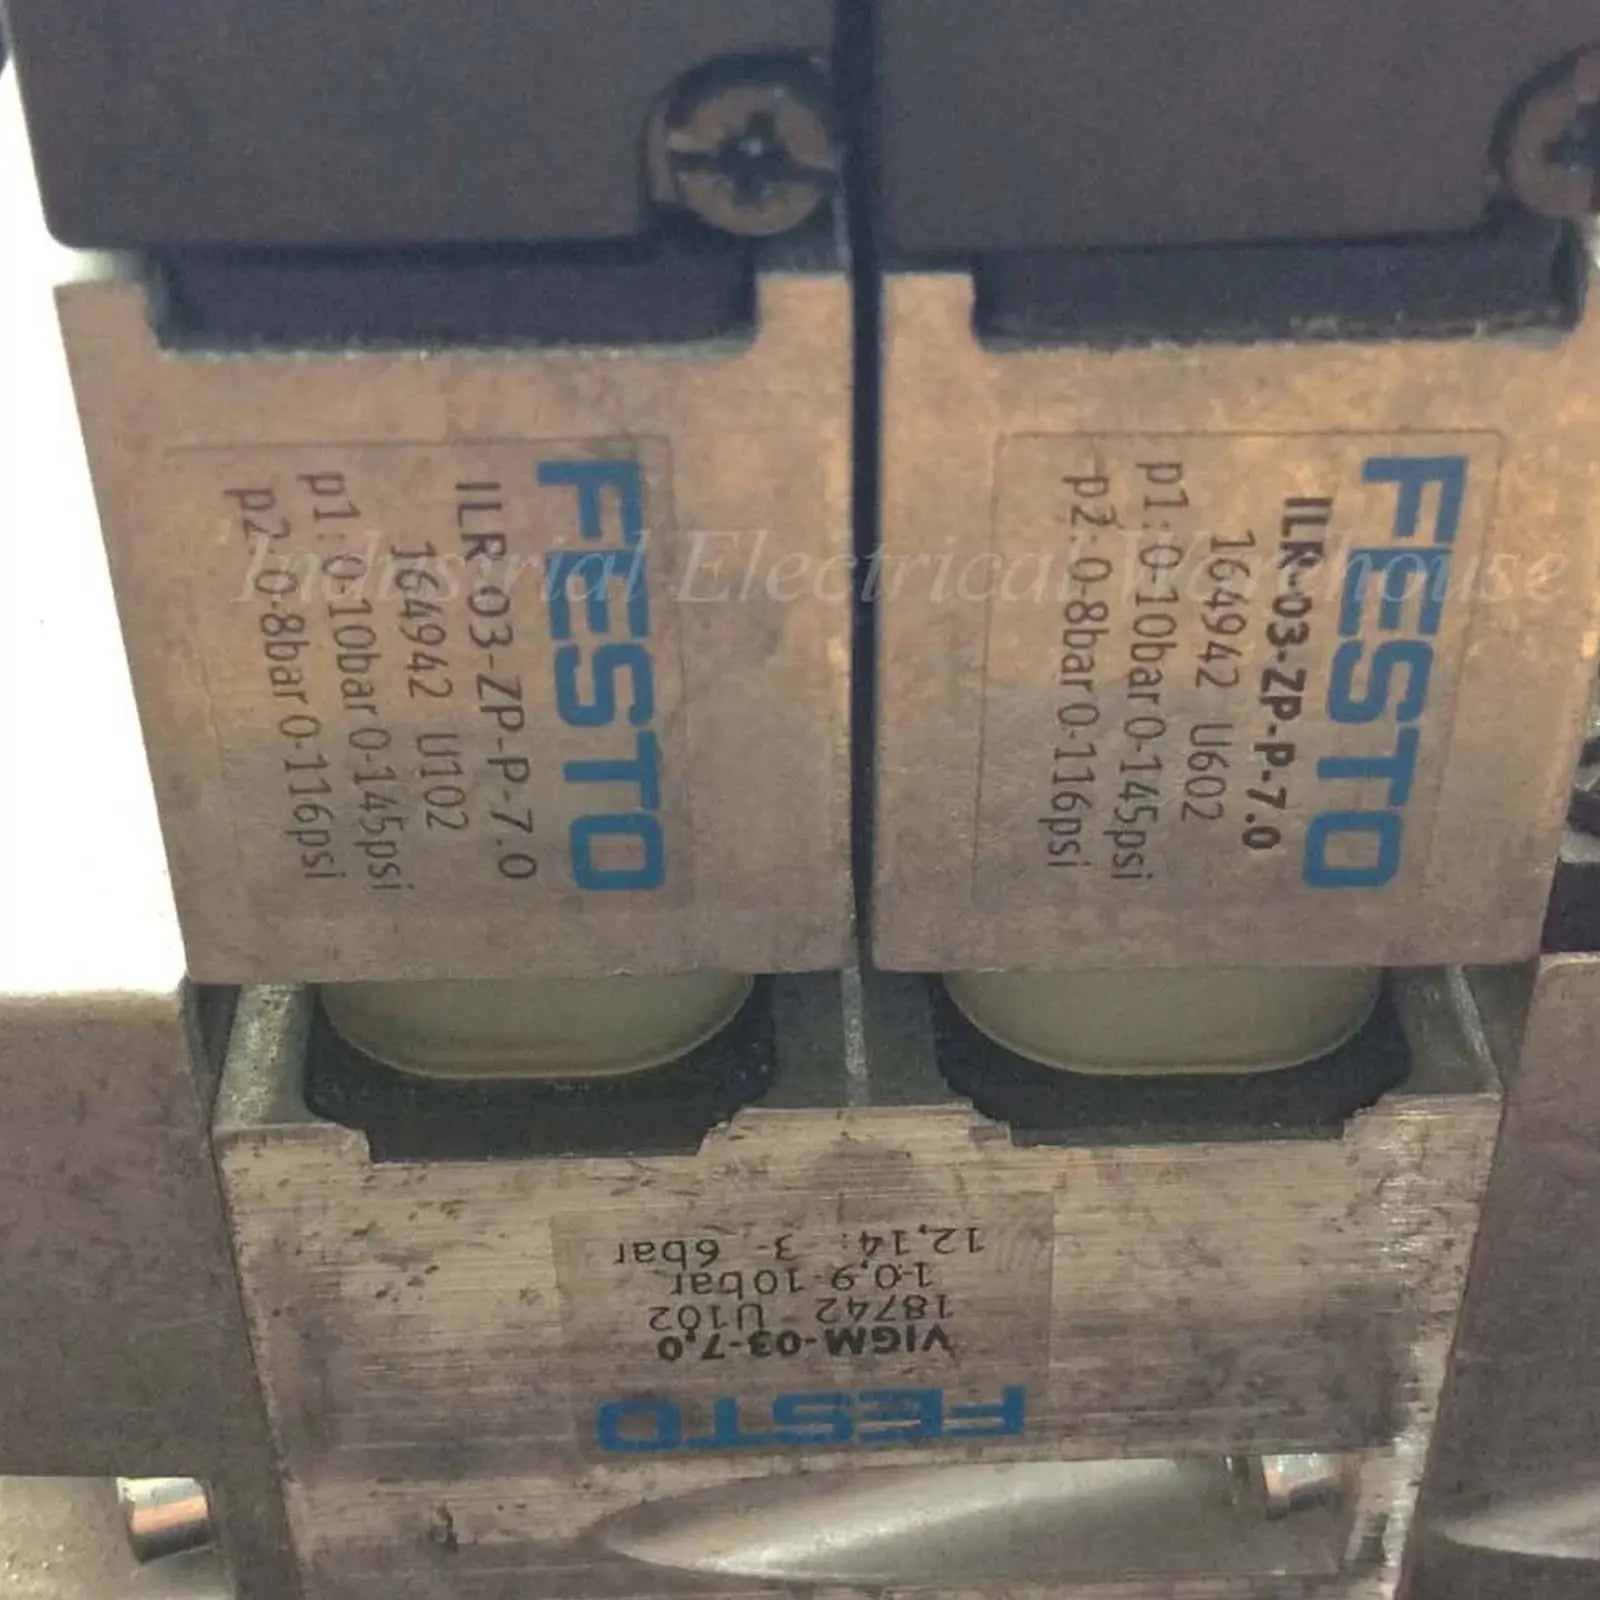 FESTO
IILR-03-ZP-P-7.0
164942 U102
p1: 0-10bar 0-145psi
p2: 0-8bar 0-116psi
FESTO
IILR-03-ZP-P-7.0
164942 U602
p1: 0-10bar 0-145psi
p2: 0-8bar 0-116psi
Industrial Electrical Warehouse
FESTO
VIGM-03-7,0
18742 U102
1-0,9-10bar
12,14: 3- 6bar